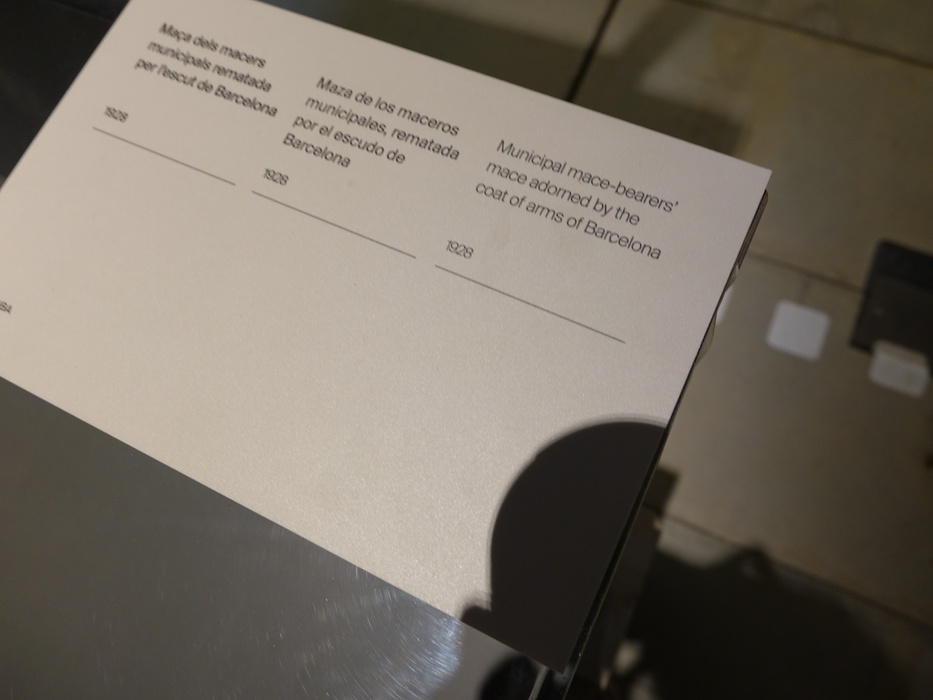 Maça dels macers
municipals rematada
per l'escut de Barcelona
1928
Maza de los maceros
municipales, rematada
por el escudo de
Barcelona
1928
Municipal mace-bearers'
mace adorned by the
coat of arms of Barcelona
1928